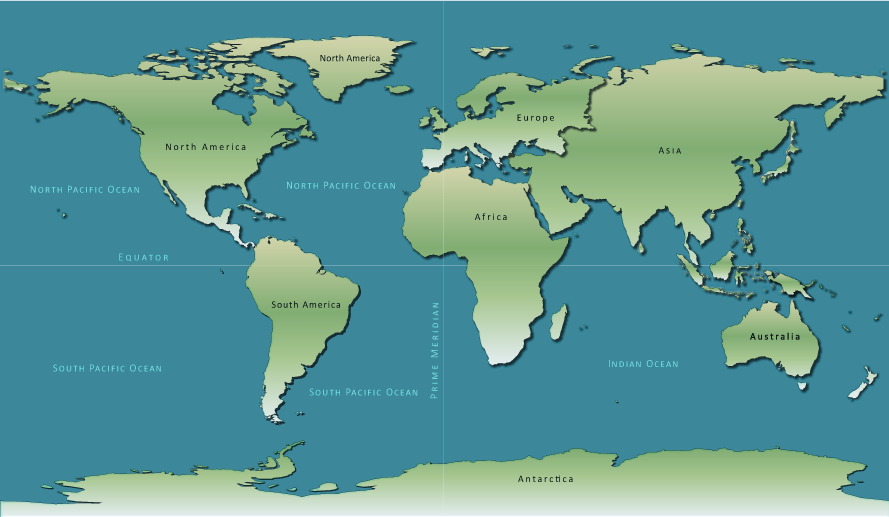 North America
Europe
North America
ASIA
NORTH PACIFIC OCEAN
NORTH PACIFIC OCEAN
Africa
EQUATOR
South America
PRIME MERIDIAN
Australia
SOUTH PACIFIC OCEAN
INDIAN OCEAN
SOUTH PACIFIC OCEAN
Antarctica